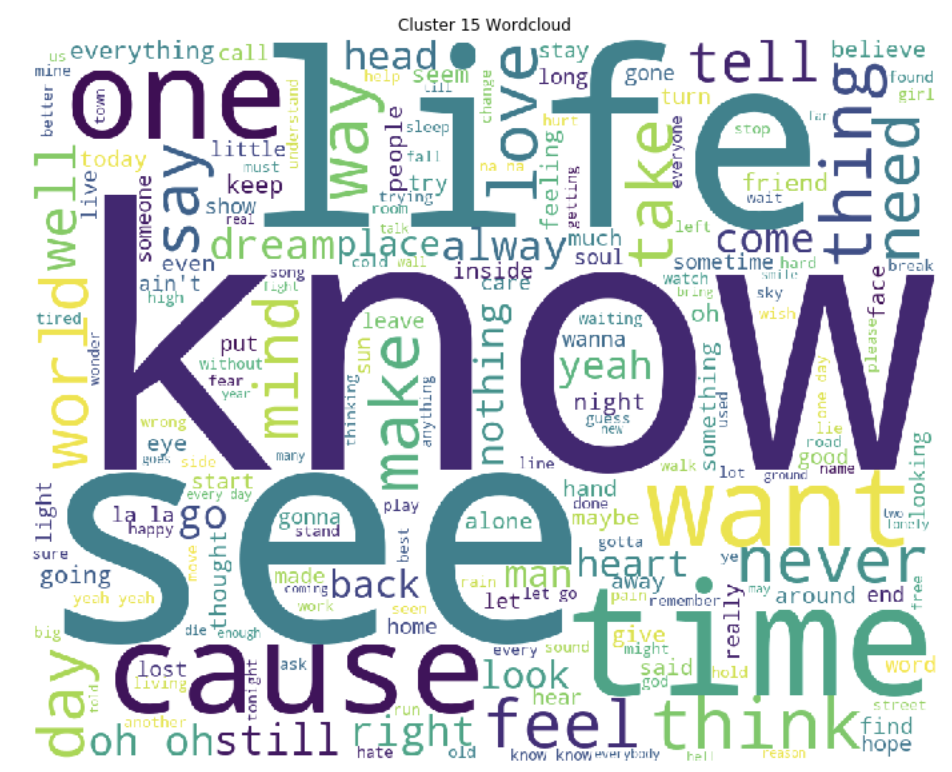 Cluster 15 Wordcloud
us
everything
call
life
head
love
stay
tell
believe
mine
one
way
help
seem
till
change
long
gone
thing
found
girl
better
town
understand
people
sleep
hurt
turn
everyone
stop
far
need
well
today
little
say
must
fall
na na
feeling
take
friend
live
someone
keep
try
trying
getting
wait
show
room
left
real
talk
dream
place
alway
much
come
even
cold
wall
soul
sometime
hard
break
ain't
song
inside
care
watch
smile
face
high
fight
bring
sky
world
know
tired
wonder
put
mind
sun
leave
make
nothing
waiting
oh
wish
please
without
wanna
yeah
fear
year
thinking
anything
night
something
used
one day
lie
wrong
guess
new
road
good
looking
eye
goes
side
many
line
walk
lot
ground
name
light
see
start
every day
play
hand
done
want
two
lonely
la la
go
happy
gonna
stand
best
alone
maybe
gotta
sure
move
thought
heart
ye
never
going
made
coming
back
rain
man
away
yeah yeah
work
seen
let
let go
pain
remember
really
may
around
end
free
big
die
enough
home
time
give
might
day
cause
every
sound
told
lost
living
tonight
ask
look
said
god
hold
word
another
run
hear
feel
think
street
oh oh
still
right
hate
old
find
hope
know know
everybody
hell
reason